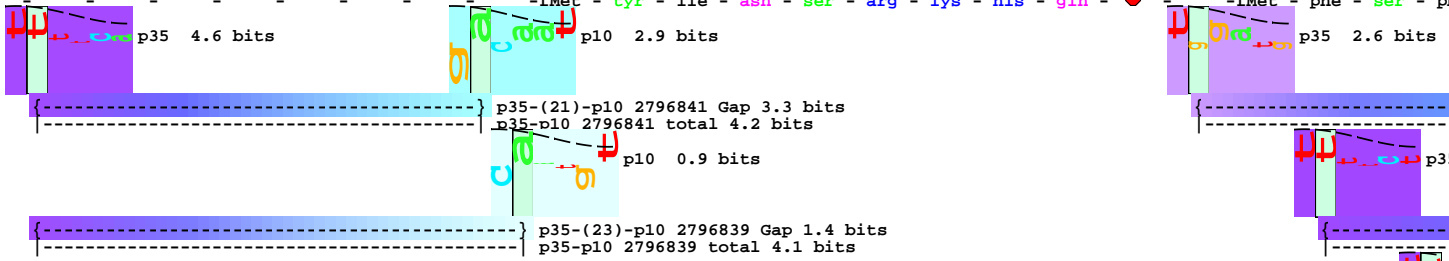 -fMet - tyr - ile - asn - ser - arg - lys - his - gln - - -fMet - phe - ser -
t t c a p35 4.6 bits
g a c a a t p10 2.9 bits
t g g a t g p35 2.6 bits
{--------------------------------------} p35-(21)-p10 2796841 Gap 3.3 bits
|--------------------------------------| p35-p10 2796841 total 4.2 bits
c a t g t p10 0.9 bits
t t t t c t
{------------------------------------------} p35-(23)-p10 2796839 Gap 1.4 bits
|------------------------------------------| p35-p10 2796839 total 4.1 bits